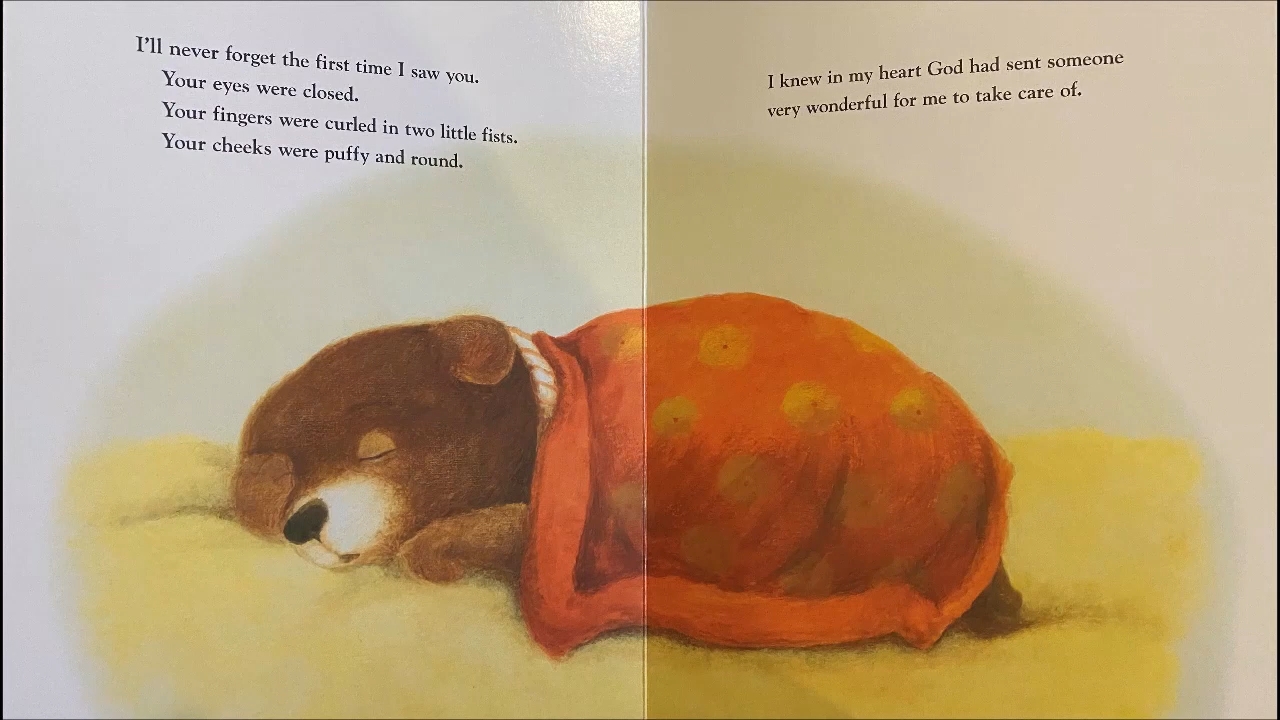 I'll never forget the first time I saw you.
Your eyes were closed.
Your fingers were curled in two little fists.
Your cheeks were puffy and round.
I knew in my heart God had sent someone
very wonderful for me to take care of.